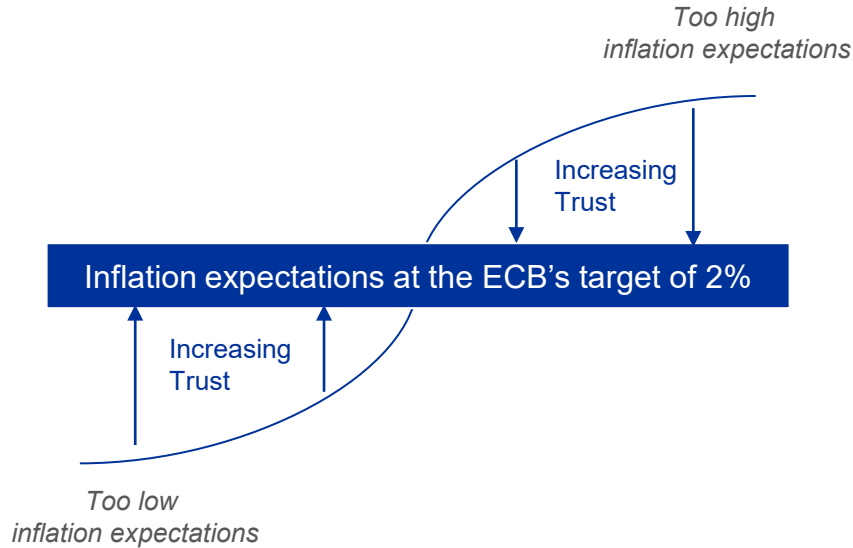 Too high
inflation expectations
Increasing
Trust
Inflation expectations at the ECB’s target of 2%
Increasing
Trust
Too low
inflation expectations